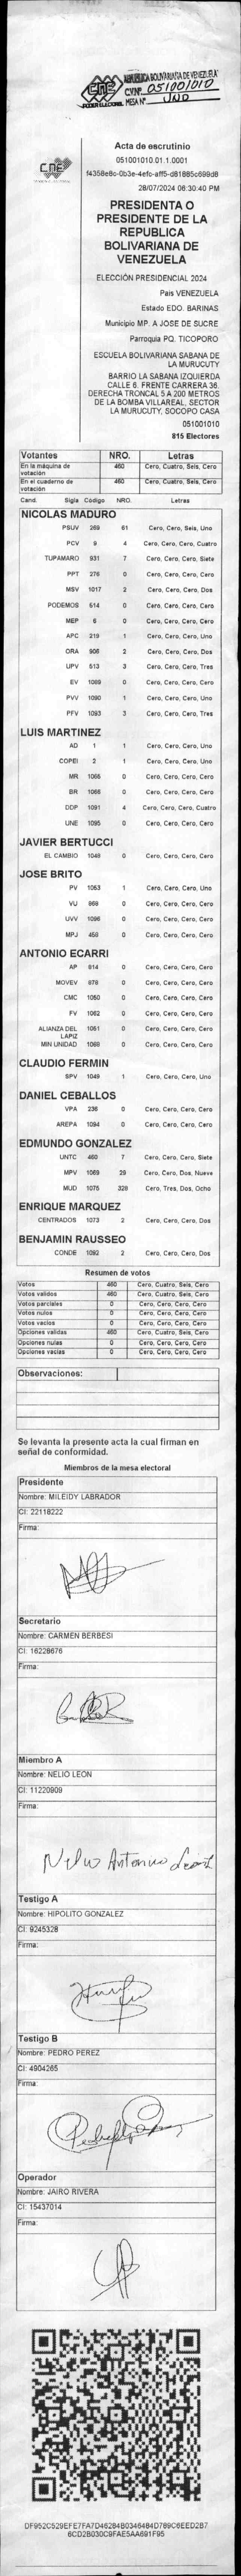 REPÚBLICA BOLIVARIANA DE VENEZUELA
CNE
CVNº 051001010
PODER ELECTORAL MESA Nº UNO
CNE
Acta de escrutinio
051001010.01.1.0001
28/07/2024 06:30:40 PM
PRESIDENTA O
PRESIDENTE DE LA
REPUBLICA
BOLIVARIANA DE
VENEZUELA
ELECCIÓN PRESIDENCIAL 2024
Pais VENEZUELA
Estado EDO. BARINAS
Municipio MP. A JOSE DE SUCRE
Parroquia PQ. TICOPORO
ESCUELA BOLIVARIANA SABANA DE
LA MURUCUTY
BARRIO LA SABANA IZQUIERDA
CALLE 6. FRENTE CARRERA 36.
DERECHA TRONCAL 5 A 200 METROS
DE LA BOMBA VILLAREAL, SECTOR
LA MURUCUTY, SOCOPO CASA
051001010
815 Electores
Votantes NRO. Letras
En la máquina de votación 460 Cero, Cuatro, Seis, Cero
En el cuaderno de votación 460 Cero, Cuatro, Seis, Cero
Cand. Sigla Codigo NRO. Letras
NICOLAS MADURO
PSUV 269 61 Cero, Cero, Seis, Uno
PCV 9 4 Cero, Cero, Cero, Cuatro
TUPAMARO 931 7 Cero, Cero, Cero, Siete
PPT 276 0 Cero, Cero, Cero, Cero
MSV 1017 2 Cero, Cero, Cero, Dos
PODEMOS 514 0 Cero, Cero, Cero, Cero
MEP 6 0 Cero, Cero, Cero, Cero
APC 219 1 Cero, Cero, Cero, Uno
ORA 906 2 Cero, Cero, Cero, Dos
UPV 513 3 Cero, Cero, Cero, Tres
EV 1089 0 Cero, Cero, Cero, Cero
PVV 1090 1 Cero, Cero, Cero, Uno
PFV 1093 3 Cero, Cero, Cero, Tres
LUIS MARTINEZ
AD 1 1 Cero, Cero, Cero, Uno
COPEI 2 1 Cero, Cero, Cero, Uno
MR 1065 0 Cero, Cero, Cero, Cero
BR 1066 0 Cero, Cero, Cero, Cero
DDP 1091 4 Cero, Cero, Cero, Cuatro
UNE 1095 0 Cero, Cero, Cero, Cero
JAVIER BERTUCCI
EL CAMBIO 1048 0 Cero, Cero, Cero, Cero
JOSE BRITO
PV 1053 1 Cero, Cero, Cero, Uno
VU 868 0 Cero, Cero, Cero, Cero
UVV 1096 0 Cero, Cero, Cero, Cero
MPJ 456 0 Cero, Cero, Cero, Cero
ANTONIO ECARRI
AP 814 0 Cero, Cero, Cero, Cero
MOVEV 876 0 Cero, Cero, Cero, Cero
CMC 1050 0 Cero, Cero, Cero, Cero
FV 1062 0 Cero, Cero, Cero, Cero
ALIANZA DEL LAPIZ 1061 0 Cero, Cero, Cero, Cero
MIN UNIDAD 1069 0 Cero, Cero, Cero, Cero
CLAUDIO FERMIN
SPV 1049 1 Cero, Cero, Cero, Uno
DANIEL CEBALLOS
VPA 236 0 Cero, Cero, Cero, Cero
AREPA 1094 0 Cero, Cero, Cero, Cero
EDMUNDO GONZALEZ
UNTC 460 7 Cero, Cero, Cero, Siete
MPV 1069 29 Cero, Cero, Dos, Nueve
MUD 1075 328 Cero, Tres, Dos, Ocho
ENRIQUE MARQUEZ
CENTRADOS 1073 2 Cero, Cero, Cero, Dos
BENJAMIN RAUSSEO
CONDE 1092 2 Cero, Cero, Cero, Dos
Resumen de votos
Votos 460 Cero, Cuatro, Seis, Cero
Votos validos 460 Cero, Cuatro, Seis, Cero
Votos parciales 0 Cero, Cero, Cero, Cero
Votos nulos 0 Cero, Cero, Cero, Cero
Votos vacios 0 Cero, Cero, Cero, Cero
Opciones validas 460 Cero, Cuatro, Seis, Cero
Opciones nulas 0 Cero, Cero, Cero, Cero
Opciones vacias 0 Cero, Cero, Cero, Cero
Observaciones:
Se levanta la presente acta la cual firman en
señal de conformidad.
Miembros de la mesa electoral
Presidente
Nombre: MILEIDY LABRADOR
CI: 22118222
Firma:
Secretario
Nombre: CARMEN BERBESI
CI: 16228676
Firma:
Miembro A
Nombre: NELIO LEON
CI: 11220909
Firma:
Nelio Antonio Leon
Testigo A
Nombre: HIPOLITO GONZALEZ
CI: 9245328
Firma:
Testigo B
Nombre: PEDRO PEREZ
CI: 4904265
Firma:
Operador
Nombre: JAIRO RIVERA
CI: 15437014
Firma:
DF952C529EFE7FA7D46284B0346484D789C6EED2B7
6CD2B030C9FAE5AA691F95